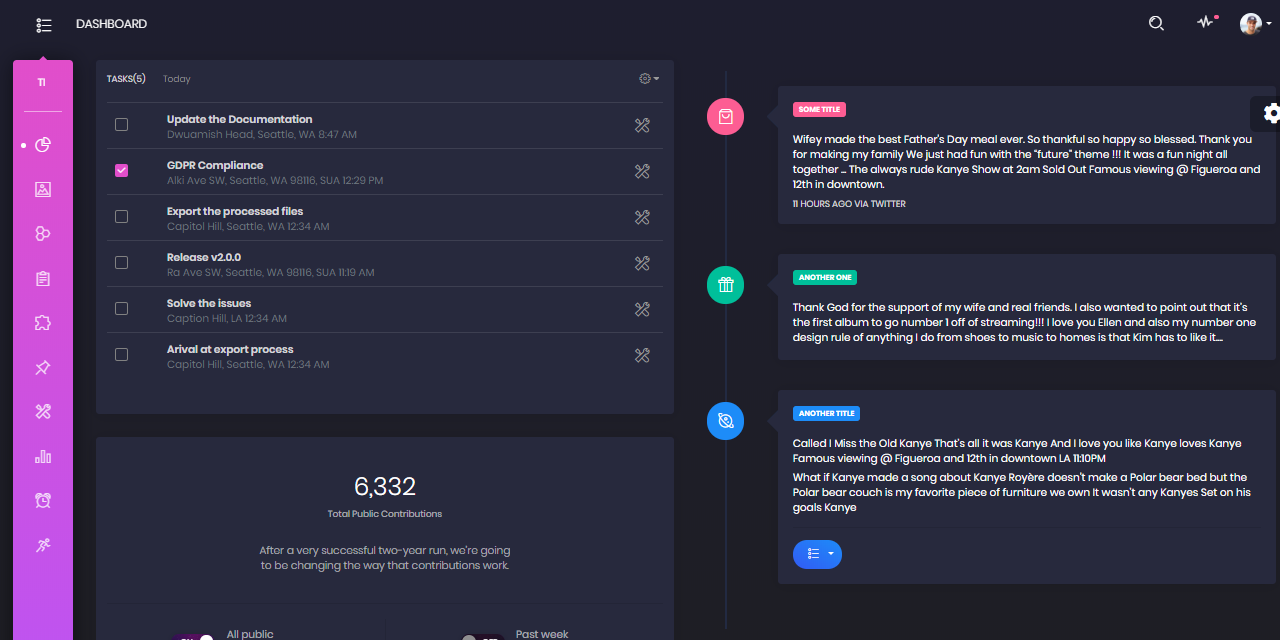 DASHBOARD
TI
TASKS(5) Today
Update the Documentation
Dwuamish Head, Seattle, WA 8:47 AM
GDPR Compliance
Alki Ave SW, Seattle, WA 98116, SUA 12:29 PM
Export the processed files
Capitol Hill, Seattle, WA 12:34 AM
Release v2.0.0
Ra Ave SW, Seattle, WA 98116, SUA 11:19 AM
Solve the issues
Caption Hill, LA 12:34 AM
Arival at export process
Capitol Hill, Seattle, WA 12:34 AM
6,332
Total Public Contributions
After a very successful two-year run, we're going
to be changing the way that contributions work.
All public
Past week
SOME TITLE
Wifey made the best Father's Day meal ever. So thankful so happy so blessed. Thank you
for making my family We just had fun with the "future" theme !!! It was a fun night all
together ... The always rude Kanye Show at 2am Sold Out Famous viewing @ Figueroa and
12th in downtown.
11 HOURS AGO VIA TWITTER
ANOTHER ONE
Thank God for the support of my wife and real friends. I also wanted to point out that it's
the first album to go number 1 off of streaming!!! I love you Ellen and also my number one
design rule of anything I do from shoes to music to homes is that Kim has to like it....
ANOTHER TITLE
Called I Miss the Old Kanye That's all it was Kanye And I love you like Kanye loves Kanye
Famous viewing @ Figueroa and 12th in downtown LA 11:10PM
What if Kanye made a song about Kanye Royère doesn't make a Polar bear bed but the
Polar bear couch is my favorite piece of furniture we own It wasn't any Kanyes Set on his
goals Kanye